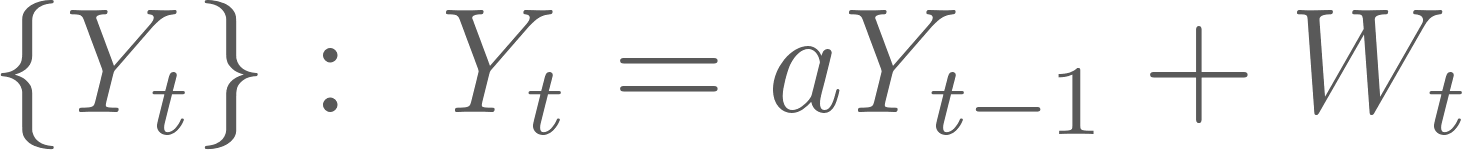 {Y_t} : Y_t = aY_{t−1} + W_t